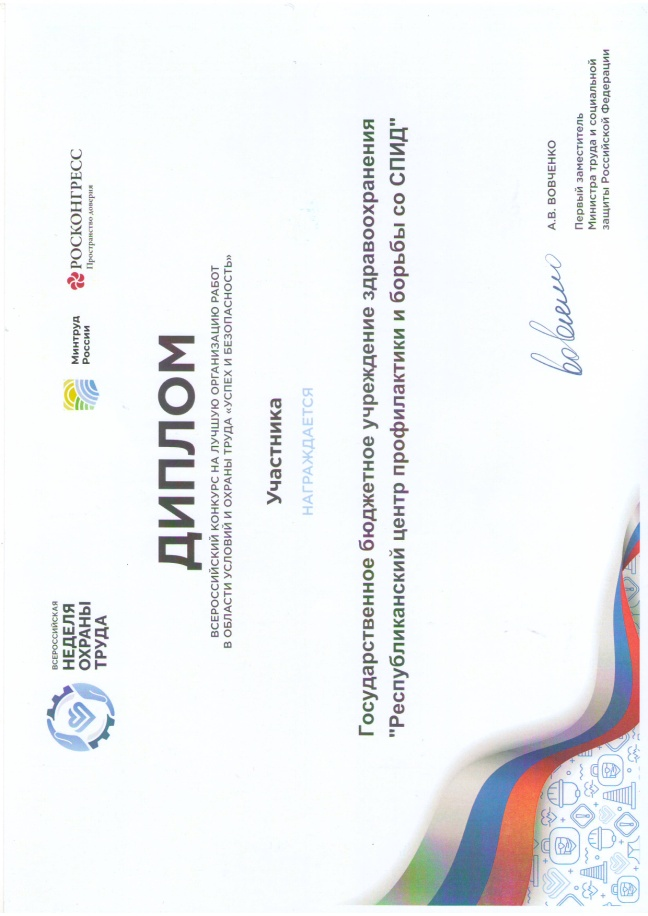 ВСЕРОССИЙСКАЯ
НЕДЕЛЯ
ОХРАНЫ
ТРУДА
Минтруд
России
РОСКОНГРЕСС
Пространство доверия
ДИПЛОМ
ВСЕРОССИЙСКИЙ КОНКУРС НА ЛУЧШУЮ ОРГАНИЗАЦИЮ РАБОТ
В ОБЛАСТИ УСЛОВИЙ И ОХРАНЫ ТРУДА «УСПЕХ И БЕЗОПАСНОСТЬ»
Участника
НАГРАЖДАЕТСЯ
Государственное бюджетное учреждение здравоохранения
"Республиканский центр профилактики и борьбы со СПИД"
А.В. ВОВЧЕНКО
Первый заместитель
Министра труда и социальной
защиты Российской Федерации